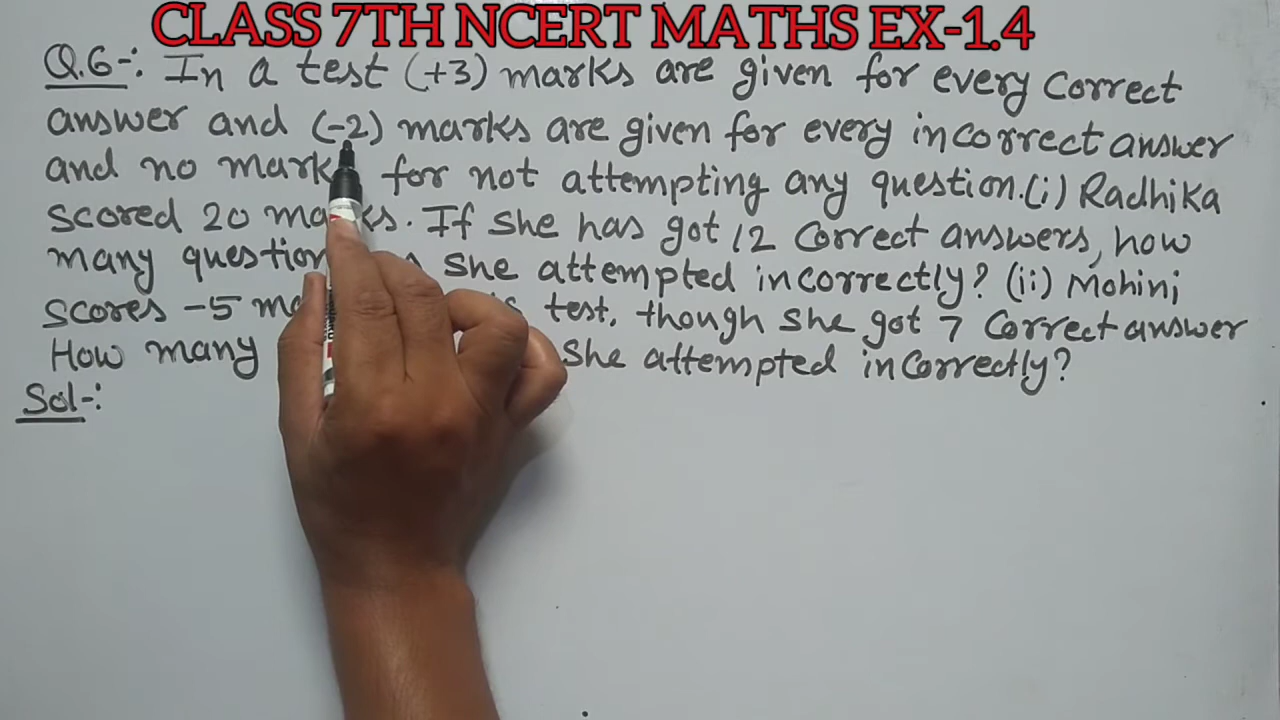 CLASS 7TH NCERT MATHS EX-1.4
Q.6-: In a test (+3) marks are given for every correct
answer and (-2) marks are given for every incorrect answer
and no for not attempting any question.(i) Radhika
scored 20 marks. If she has got 12 correct answers, how
many she attempted incorrectly? (ii) Mohini
scores -5 test, though she got 7 correct answer
How many she attempted incorrectly?
Sol-: